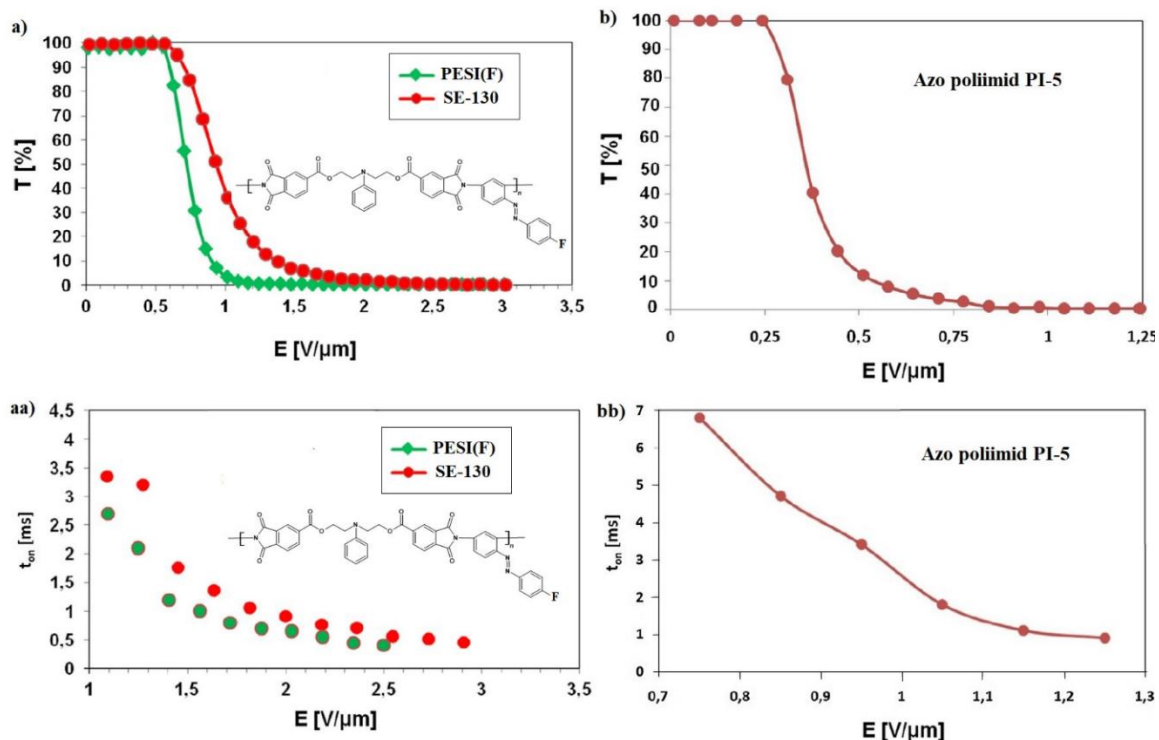 a)
T [%]
100
90
80
70
60
50
40
30
20
10
0
PESI(F)
SE-130
O
O
O
O
N
O
O
N
O
O
N
O
O
N
n
N
N
F
0
0,5
1
1,5
2
2,5
3
3,5
E [V/µm]
b)
T [%]
100
90
80
70
60
50
40
30
20
10
0
Azo poliimid PI-5
0
0,25
0,5
0,75
1
1,25
E [V/µm]
aa)
t_on [ms]
4,5
4
3,5
3
2,5
2
1,5
1
0,5
0
PESI(F)
SE-130
O
O
O
O
N
O
O
N
O
O
N
O
O
N
n
N
N
F
1
1,5
2
2,5
3
3,5
E [V/µm]
bb)
t_on [ms]
7
6
5
4
3
2
1
0
Azo poliimid PI-5
0,7
0,8
0,9
1
1,1
1,2
1,3
E [V/µm]